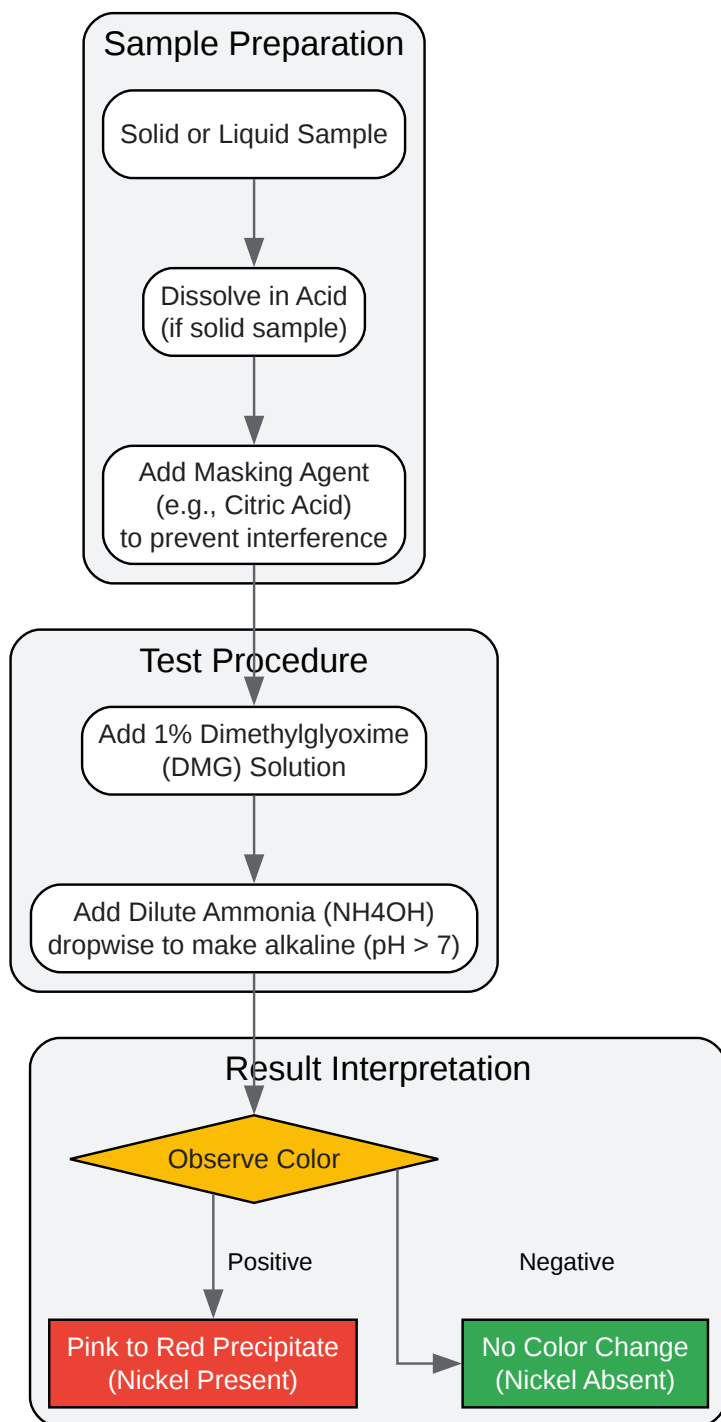 Sample Preparation
Solid or Liquid Sample
Dissolve in Acid
(if solid sample)
Add Masking Agent
(e.g., Citric Acid)
to prevent interference
Test Procedure
Add 1% Dimethylglyoxime
(DMG) Solution
Add Dilute Ammonia (NH4OH)
dropwise to make alkaline (pH > 7)
Result Interpretation
Observe Color
Positive
Negative
Pink to Red Precipitate
(Nickel Present)
No Color Change
(Nickel Absent)